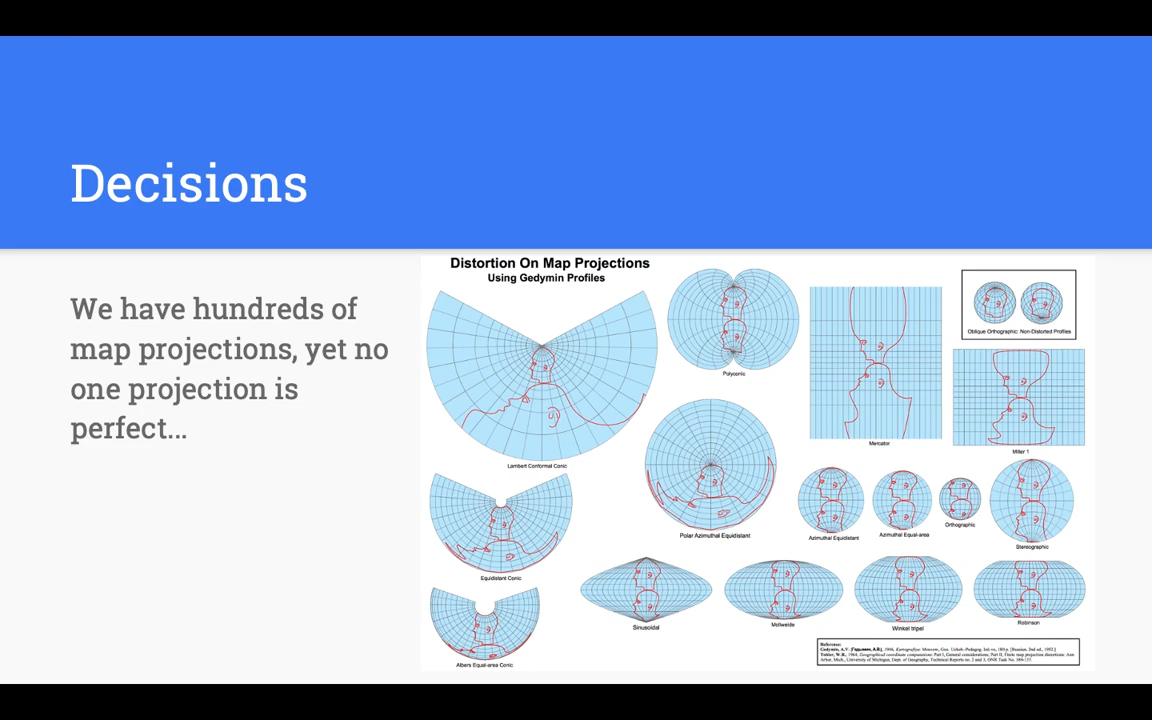 Decisions
We have hundreds of
map projections, yet no
one projection is
perfect...
Distortion On Map Projections
Using Gedymin Profiles
Lambert Conformal Conic
Polyconic
Mercator
Oblique Orthographic: Non-Distorted Profiles
Miller 1
Polar Azimuthal Equidistant
Azimuthal Equidistant
Azimuthal Equal-area
Orthographic
Stereographic
Equidistant Conic
Albers Equal-area Conic
Sinusoidal
Mollweide
Winkel tripel
Robinson
Reference: